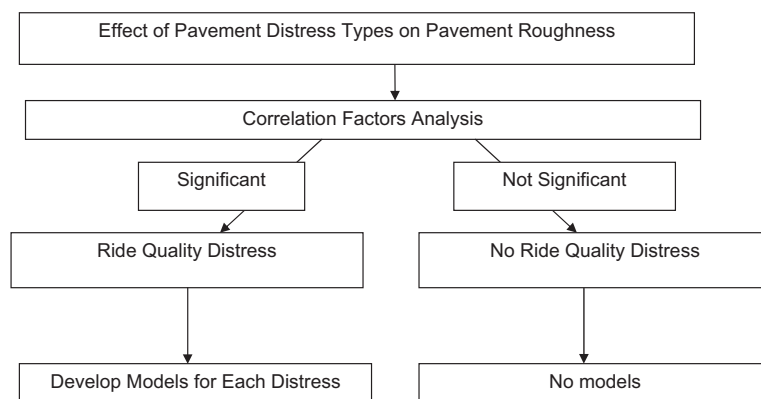 Effect of Pavement Distress Types on Pavement Roughness
Correlation Factors Analysis
Significant
Not Significant
Ride Quality Distress
No Ride Quality Distress
Develop Models for Each Distress
No models